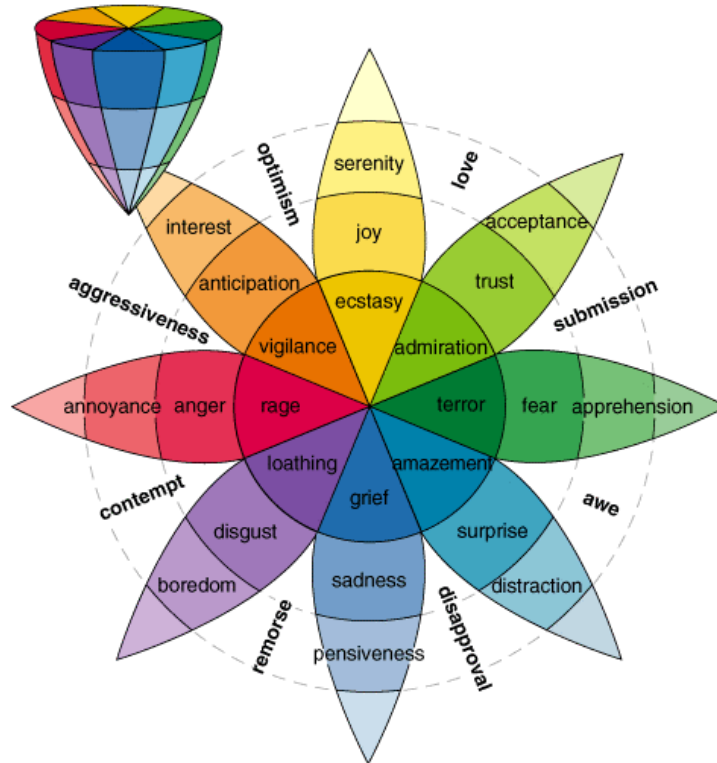 optimism
love
serenity
interest
acceptance
joy
anticipation
trust
aggressiveness
submission
ecstasy
vigilance
admiration
annoyance
anger
rage
terror
fear
apprehension
loathing
amazement
contempt
grief
awe
disgust
surprise
boredom
sadness
distraction
remorse
pensiveness
disapproval